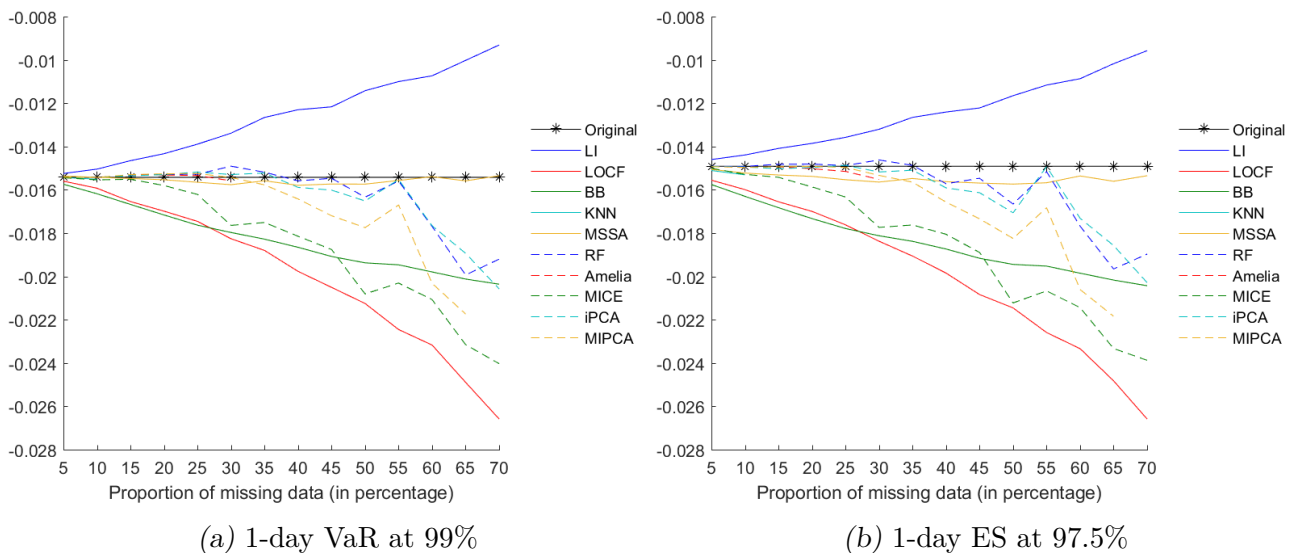 -0.008
-0.01
-0.012
-0.014
-0.016
-0.018
-0.02
-0.022
-0.024
-0.026
-0.028
5 10 15 20 25 30 35 40 45 50 55 60 65 70
Proportion of missing data (in percentage)
Original
LI
LOCF
BB
KNN
MSSA
RF
Amelia
MICE
iPCA
MIPCA
(a) 1-day VaR at 99%
-0.008
-0.01
-0.012
-0.014
-0.016
-0.018
-0.02
-0.022
-0.024
-0.026
-0.028
5 10 15 20 25 30 35 40 45 50 55 60 65 70
Proportion of missing data (in percentage)
Original
LI
LOCF
BB
KNN
MSSA
RF
Amelia
MICE
iPCA
MIPCA
(b) 1-day ES at 97.5%